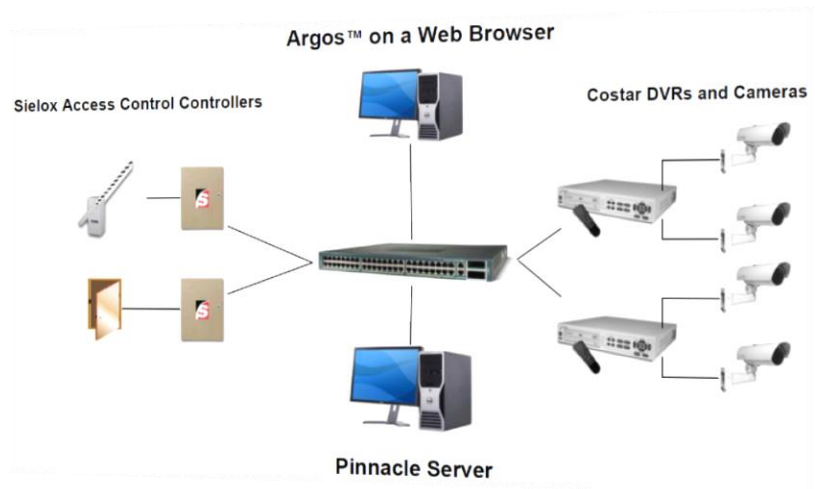 Argos™ on a Web Browser
Sielox Access Control Controllers
Costar DVRs and Cameras
S
S
Pinnacle Server